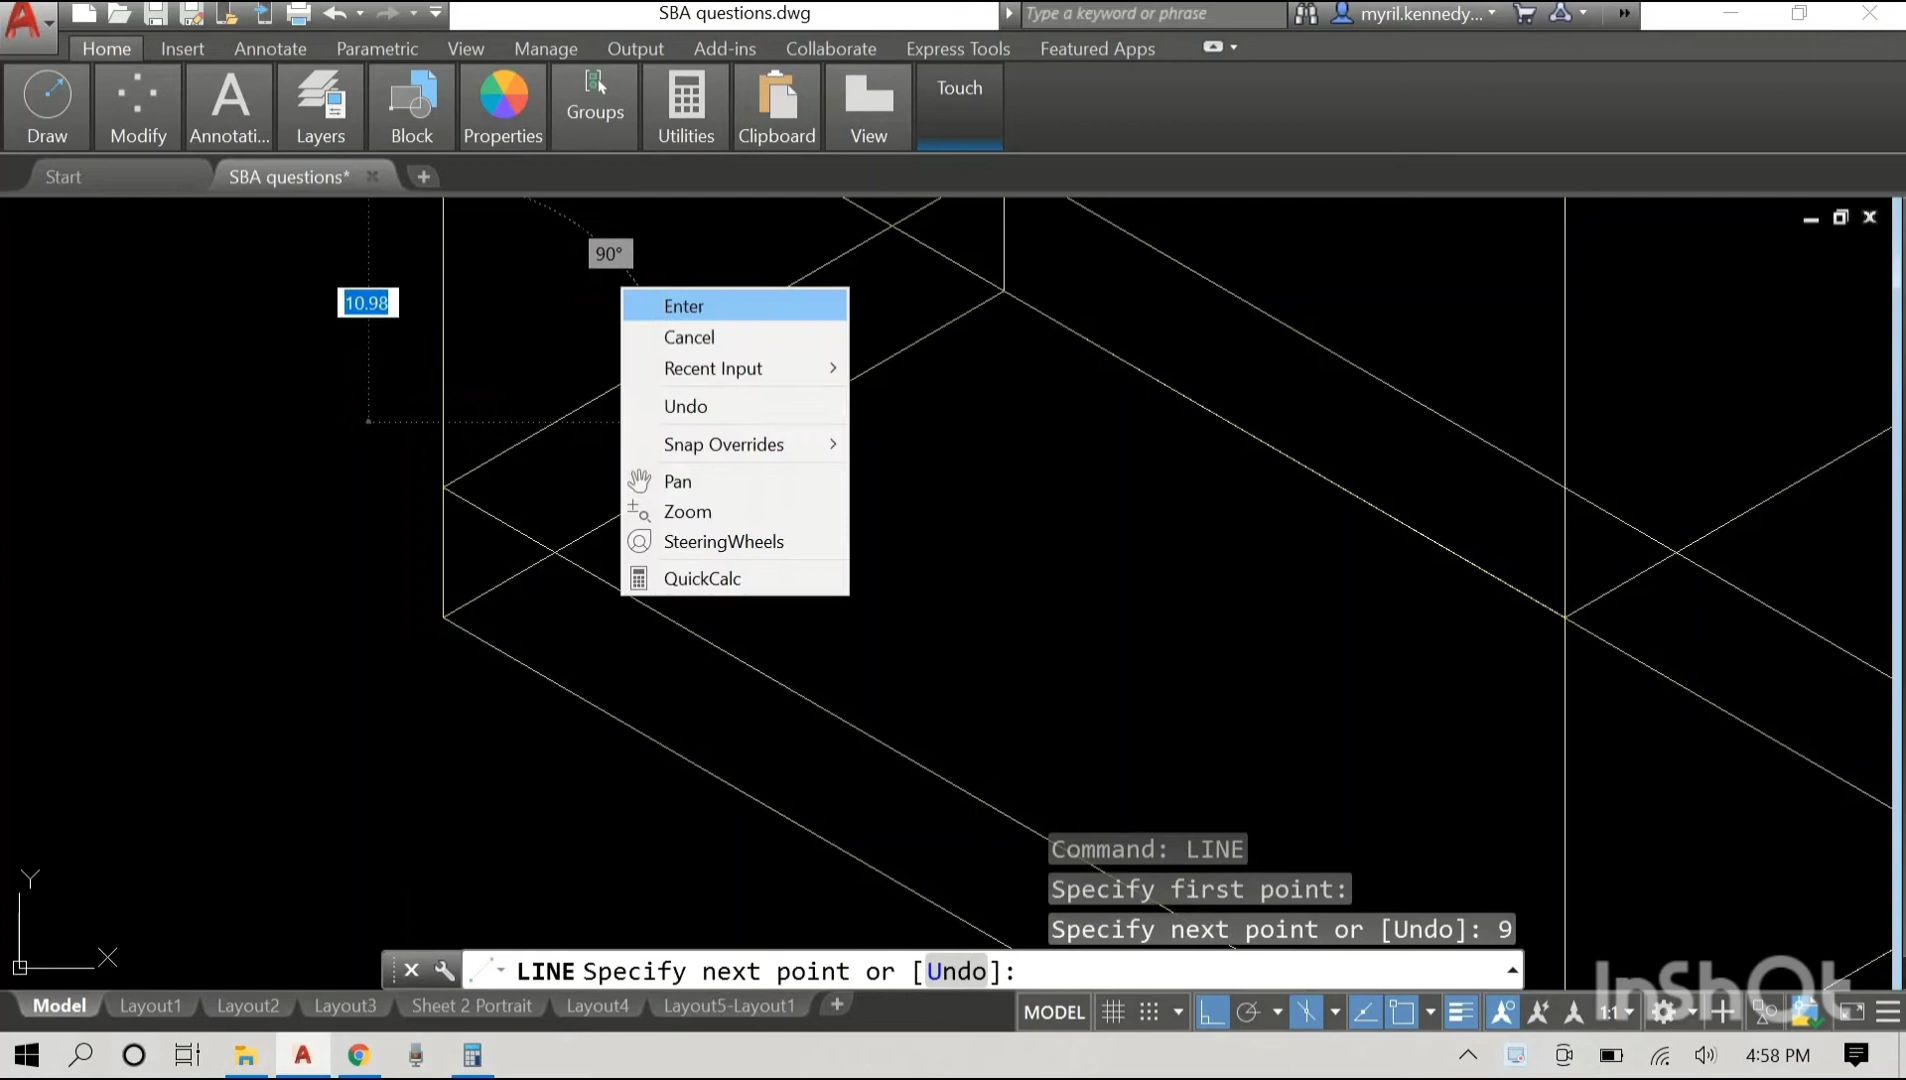 SBA questions.dwg
Type a keyword or phrase
myril.kennedy...
Home Insert Annotate Parametric View Manage Output Add-ins Collaborate Express Tools Featured Apps
Draw Modify Annotati... Layers Block Properties Groups Utilities Clipboard View Touch
Start SBA questions*
90°
10.98
Enter
Cancel
Recent Input
Undo
Snap Overrides
Pan
Zoom
SteeringWheels
QuickCalc
Command: LINE
Specify first point:
Specify next point or [Undo]: 9
Y
X
LINE Specify next point or [Undo]:
Model Layout1 Layout2 Layout3 Sheet 2 Portrait Layout4 Layout5-Layout1
MODEL 1:1
InShOt
4:58 PM